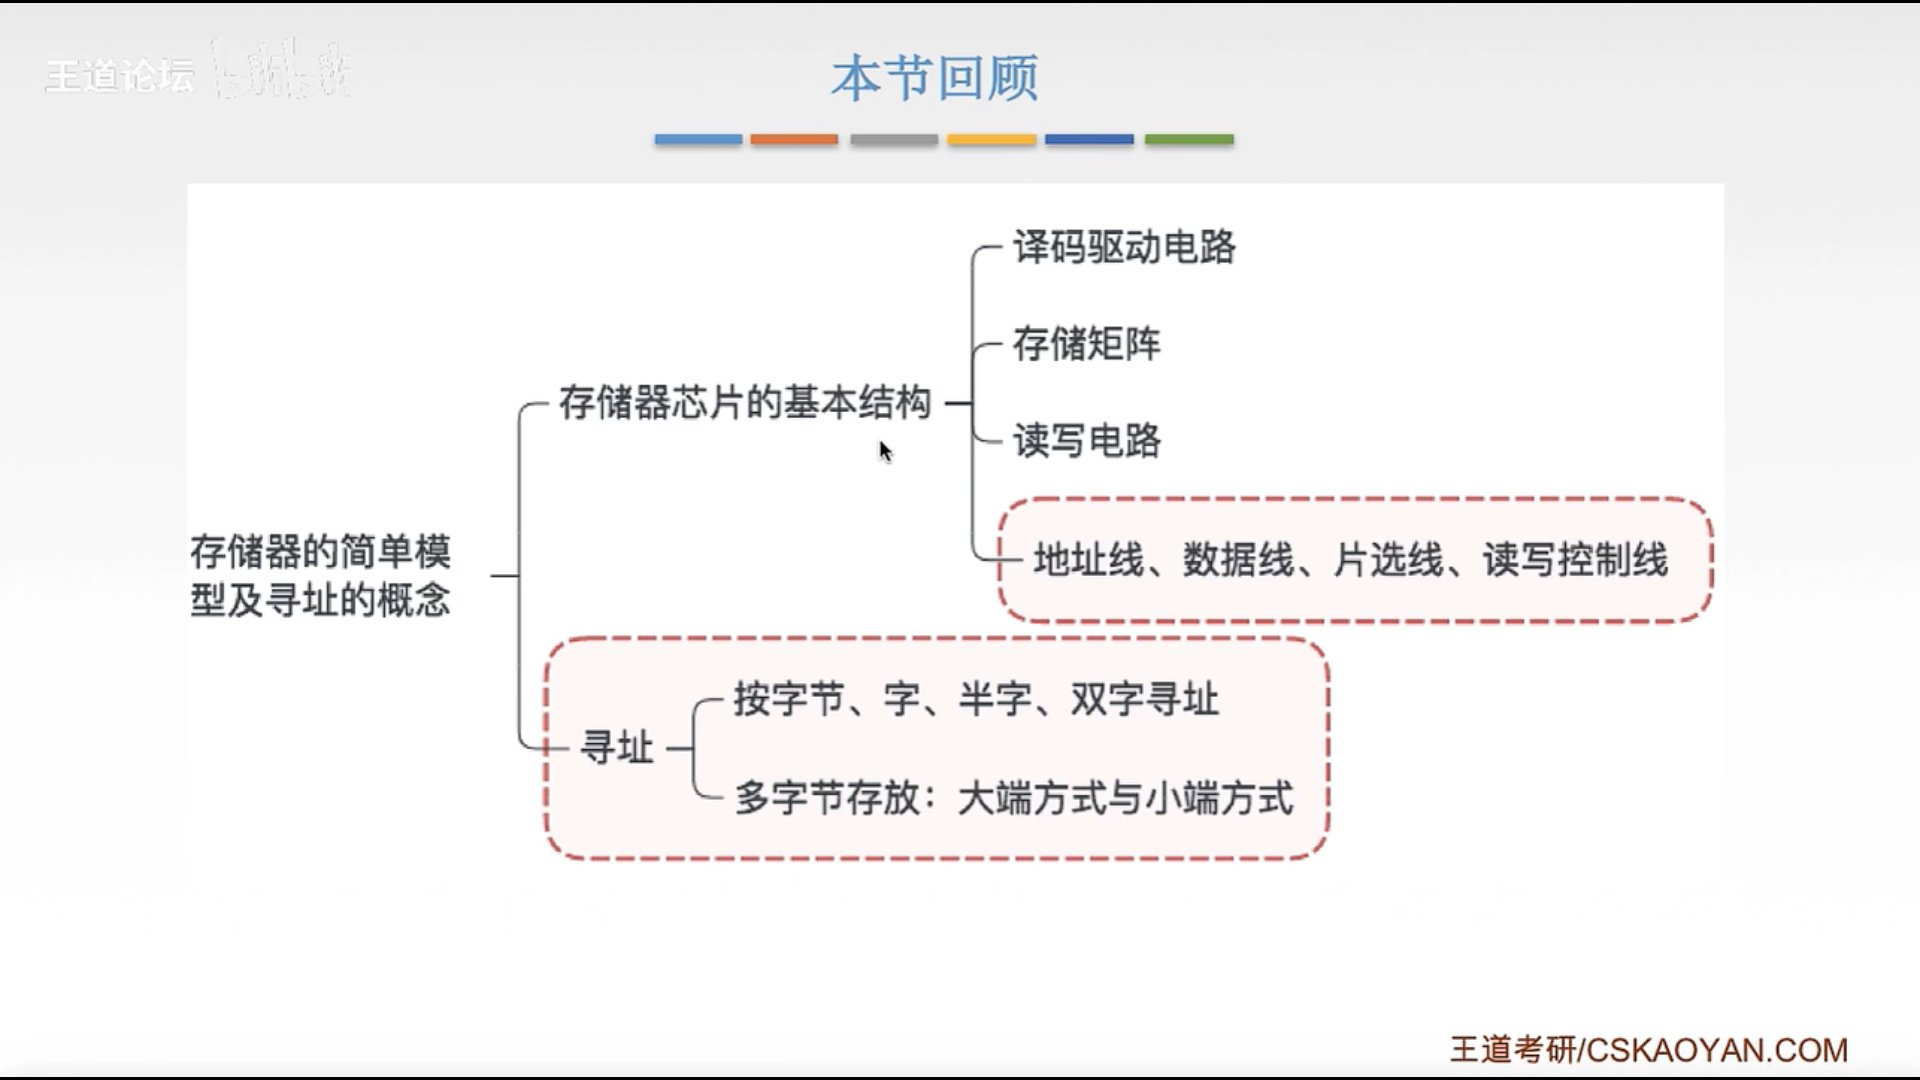 王道论坛 bilibili
本节回顾
译码驱动电路
存储矩阵
存储器芯片的基本结构
读写电路
地址线、数据线、片选线、读写控制线
存储器的简单模
型及寻址的概念
按字节、字、半字、双字寻址
寻址
多字节存放：大端方式与小端方式
王道考研/CSKAOYAN.COM